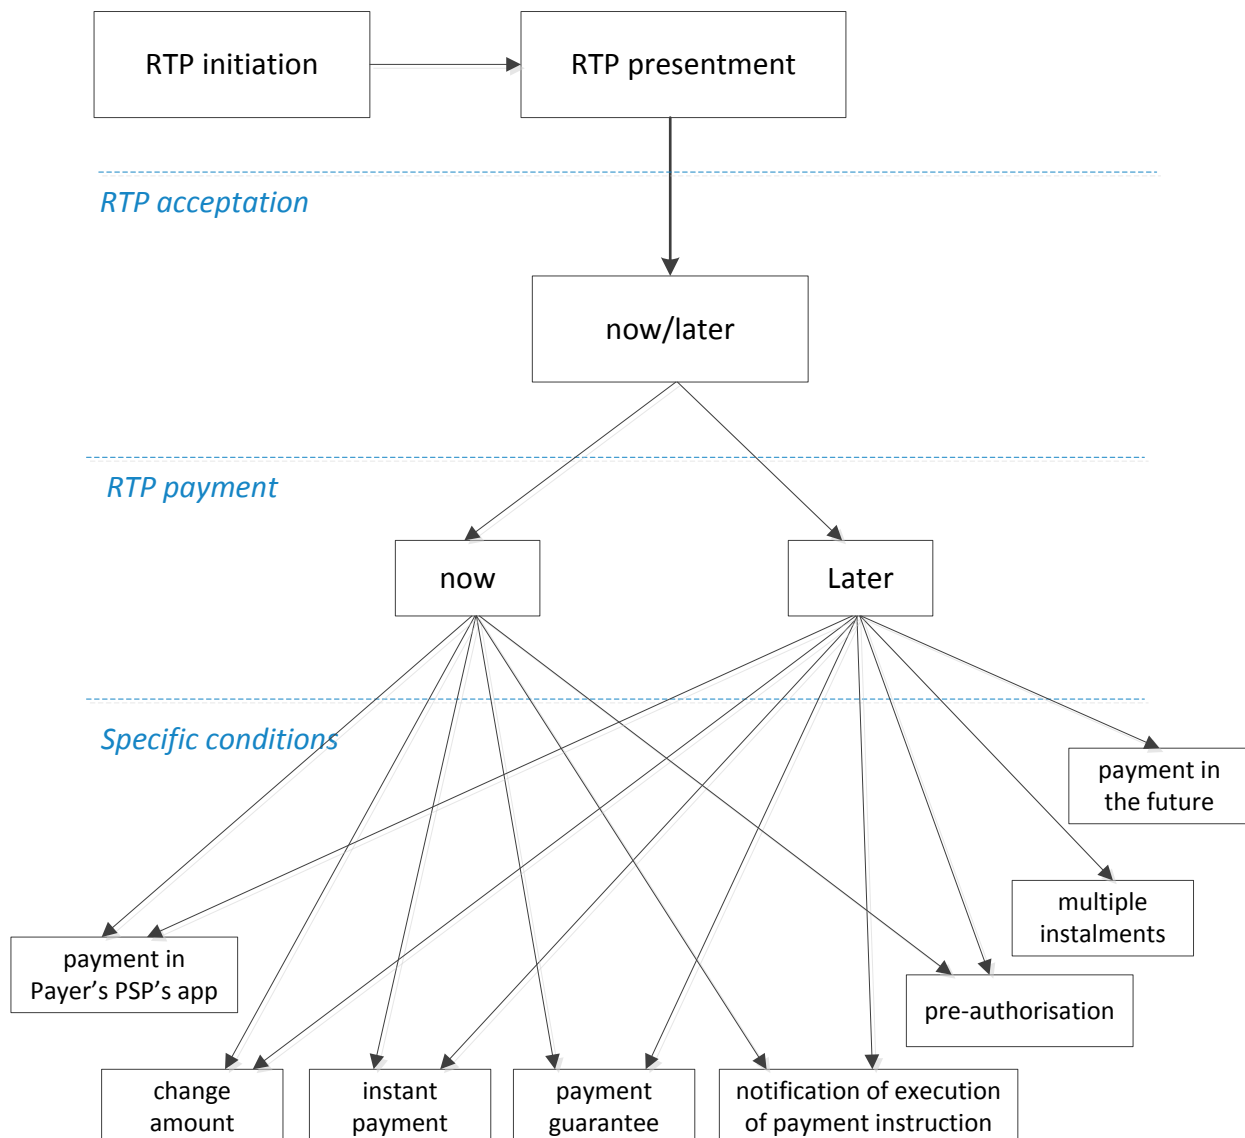 RTP initiation
RTP presentment
RTP acceptation
now/later
RTP payment
now
Later
Specific conditions
payment in
the future
multiple
instalments
payment in
Payer’s PSP’s app
pre-authorisation
change
amount
instant
payment
payment
guarantee
notification of execution
of payment instruction